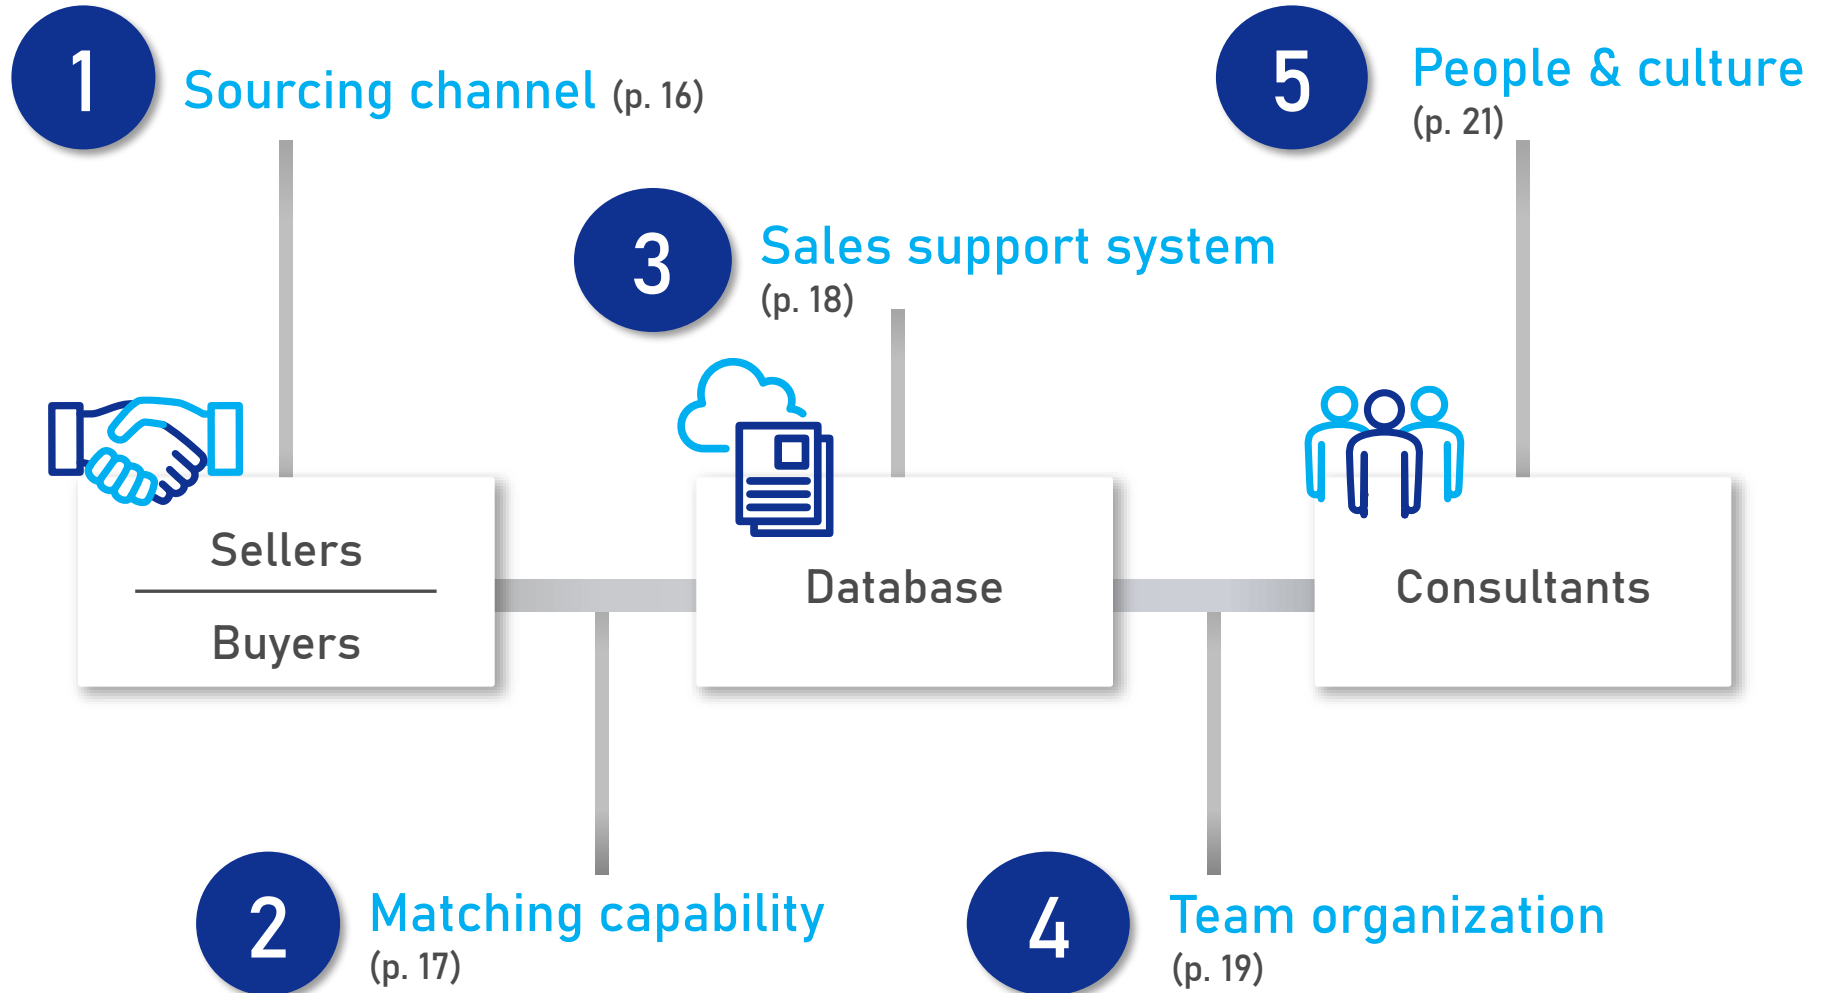 1
Sourcing channel (p. 16)
5
People & culture
(p. 21)
3
Sales support system
(p. 18)
Sellers
Buyers
Database
Consultants
2
Matching capability
(p. 17)
4
Team organization
(p. 19)